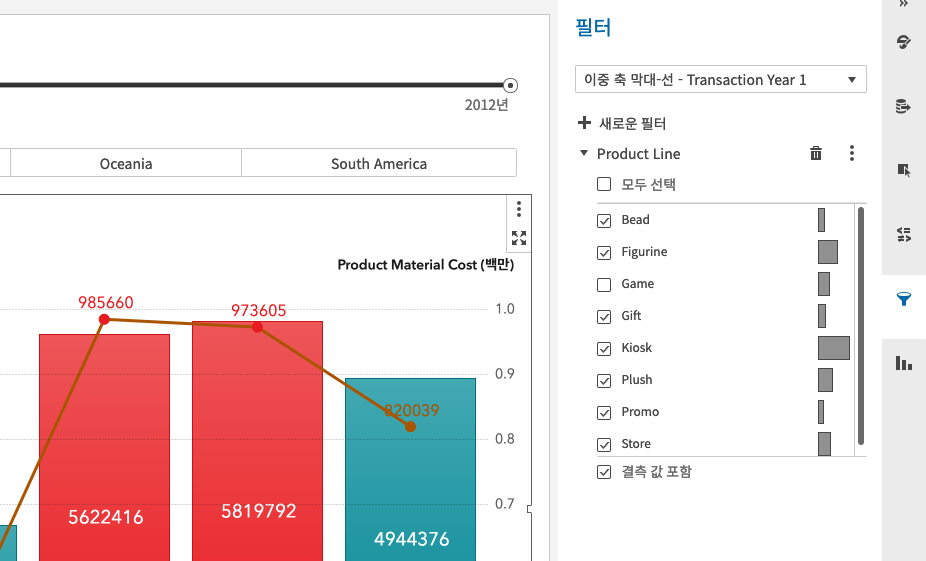 2012년
Oceania
South America
Product Material Cost (백만)
985660
973605
820039
5622416
5819792
4944376
1.0
0.9
0.8
0.7
필터
이중 축 막대-선 - Transaction Year 1
새로운 필터
Product Line
모두 선택
Bead
Figurine
Game
Gift
Kiosk
Plush
Promo
Store
결측 값 포함